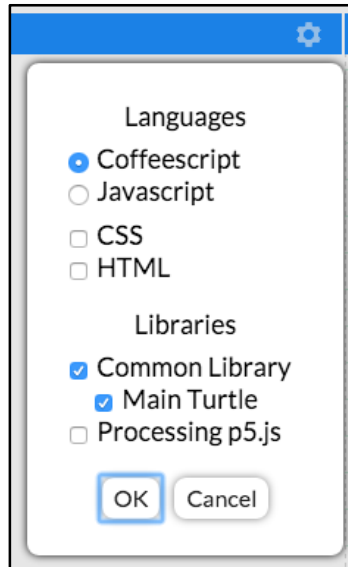 Languages
Coffeescript
Javascript
CSS
HTML
Libraries
Common Library
Main Turtle
Processing p5.js
OK Cancel